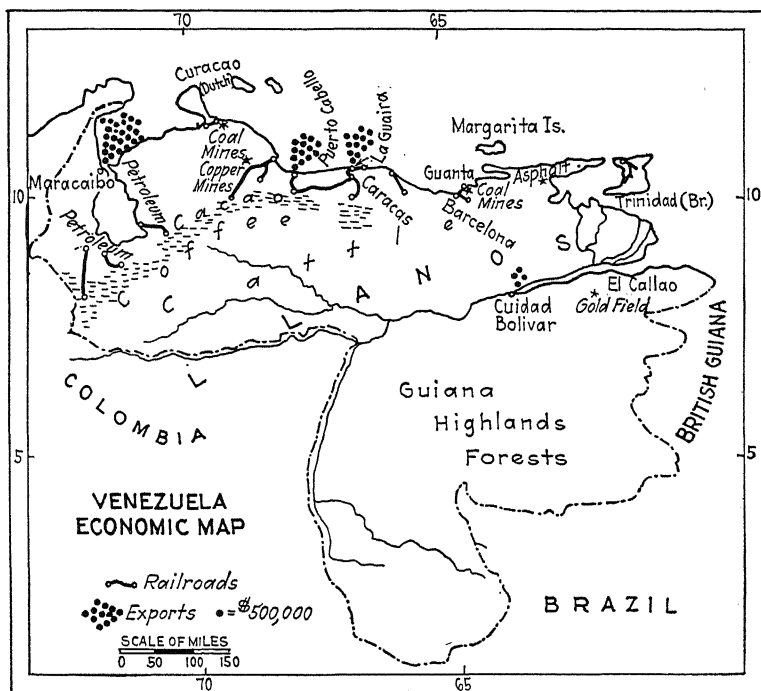 70
65
Curacao
(Dutch)
Puerto Cabello
La Guaira
Margarita Is.
Coal
Mines
Copper
Mines
Guanta
Asphalt
Coal
Mines
10
Maracaibo
Petroleum
Caracas
Barcelona
Trinidad (Br.)
10
Petroleum
Cacao
Coffee
Cattle
LLANOS
Cuidad
Bolivar
El Callao
Gold Field
COLOMBIA
BRITISH GUIANA
Guiana
Highlands
Forests
5
5
VENEZUELA
ECONOMIC MAP
Railroads
Exports •=$500,000
BRAZIL
SCALE OF MILES
0 50 100 150
70
65